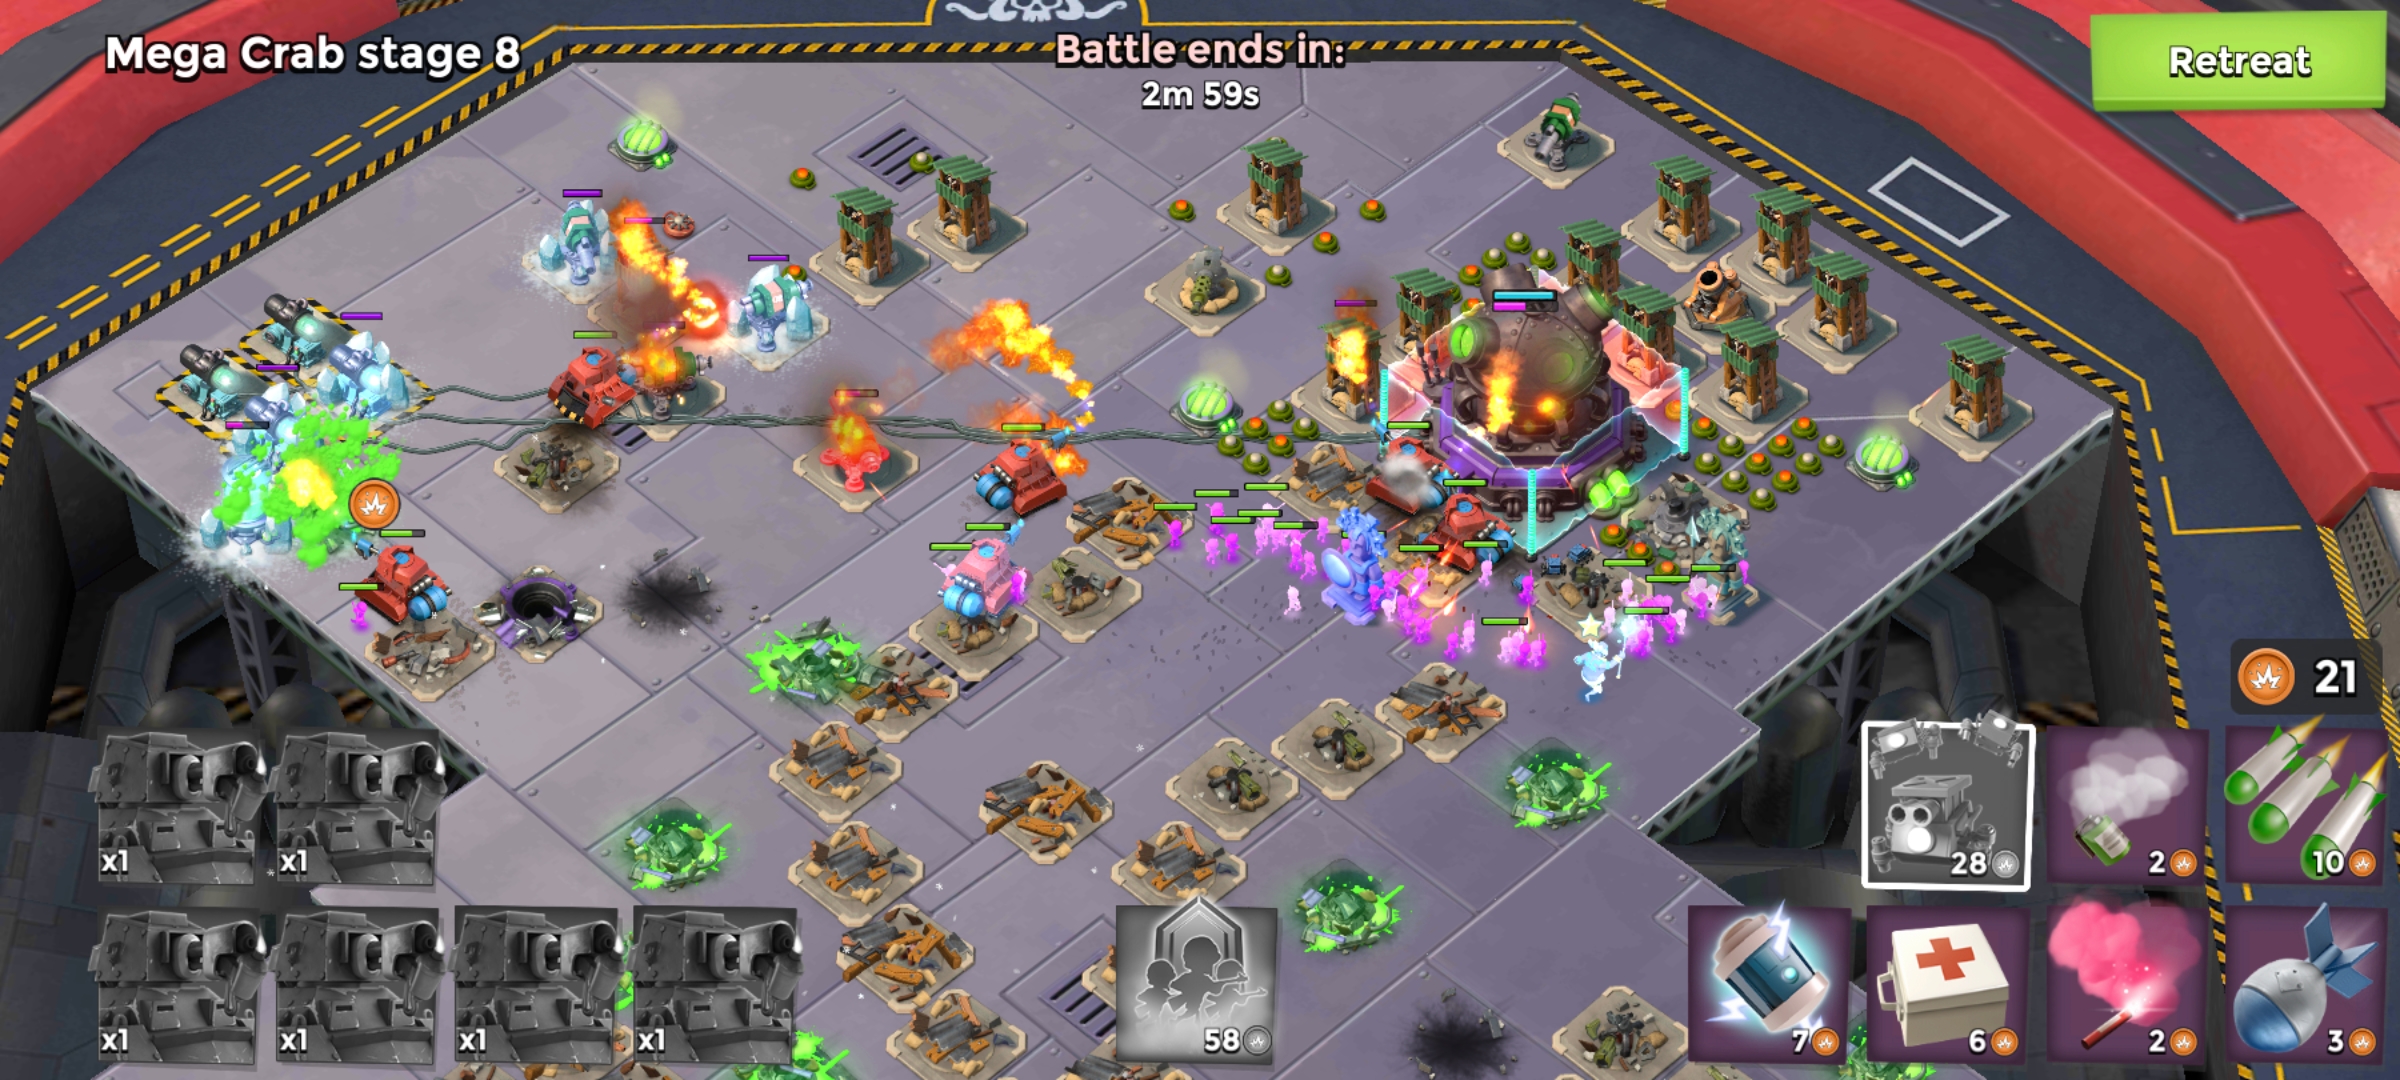 Mega Crab stage 8
Battle ends in:
2m 59s
Retreat
21
x1
x1
28
2
10
x1
x1
x1
x1
58
7
6
2
3